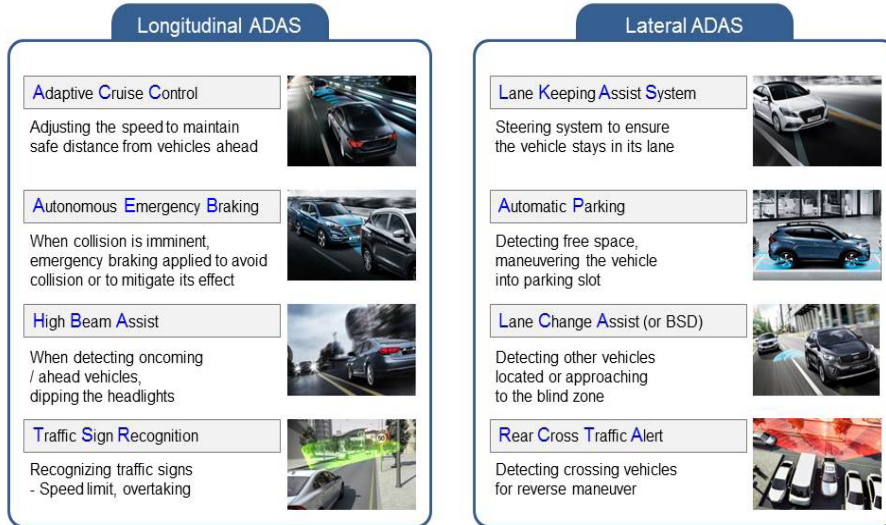 Longitudinal ADAS
Adaptive Cruise Control
Adjusting the speed to maintain
safe distance from vehicles ahead
Autonomous Emergency Braking
When collision is imminent,
emergency braking applied to avoid
collision or to mitigate its effect
High Beam Assist
When detecting oncoming
/ ahead vehicles,
dipping the headlights
Traffic Sign Recognition
Recognizing traffic signs
- Speed limit, overtaking
50
Lateral ADAS
Lane Keeping Assist System
Steering system to ensure
the vehicle stays in its lane
Automatic Parking
Detecting free space,
maneuvering the vehicle
into parking slot
Lane Change Assist (or BSD)
Detecting other vehicles
located or approaching
to the blind zone
Rear Cross Traffic Alert
Detecting crossing vehicles
for reverse maneuver